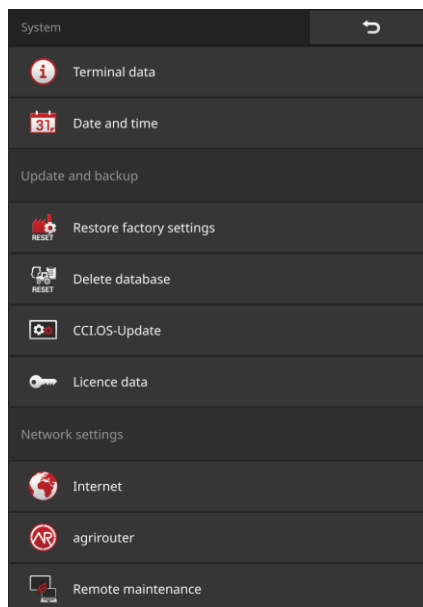 System
Terminal data
31
Date and time
Update and backup
RESET
Restore factory settings
RESET
Delete database
CCI.OS-Update
Licence data
Network settings
Internet
AR
agrirouter
Remote maintenance